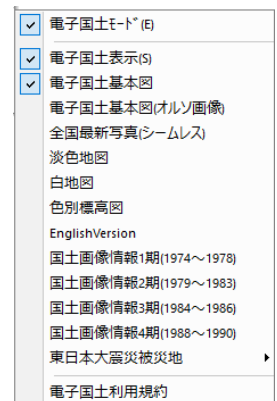 電子国土ﾓｰﾄﾞ(E)
電子国土表示(S)
電子国土基本図
電子国土基本図(オルソ画像)
全国最新写真(シームレス)
淡色地図
白地図
色別標高図
EnglishVersion
国土画像情報1期(1974～1978)
国土画像情報2期(1979～1983)
国土画像情報3期(1984～1986)
国土画像情報4期(1988～1990)
東日本大震災被災地
電子国土利用規約